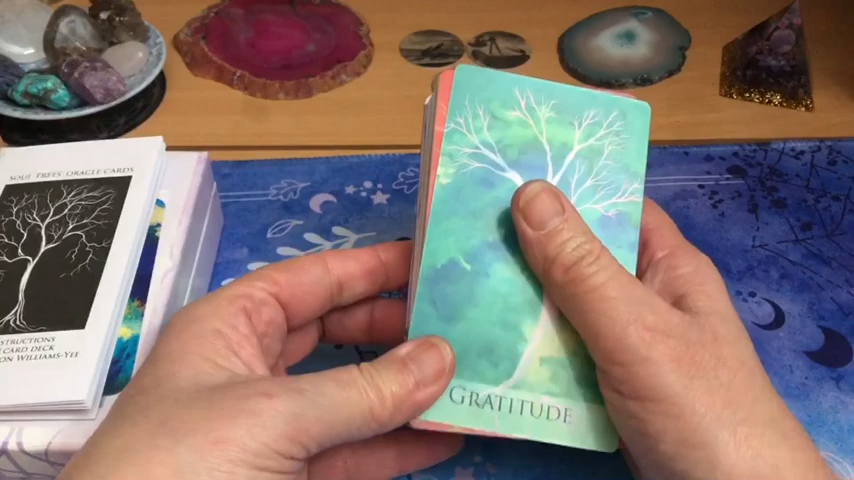 SOUL TREES' ORACLE CARDS
STRUCTIONS
CARD DECK
ON WILLIAMS-YEE
GRATITUDE